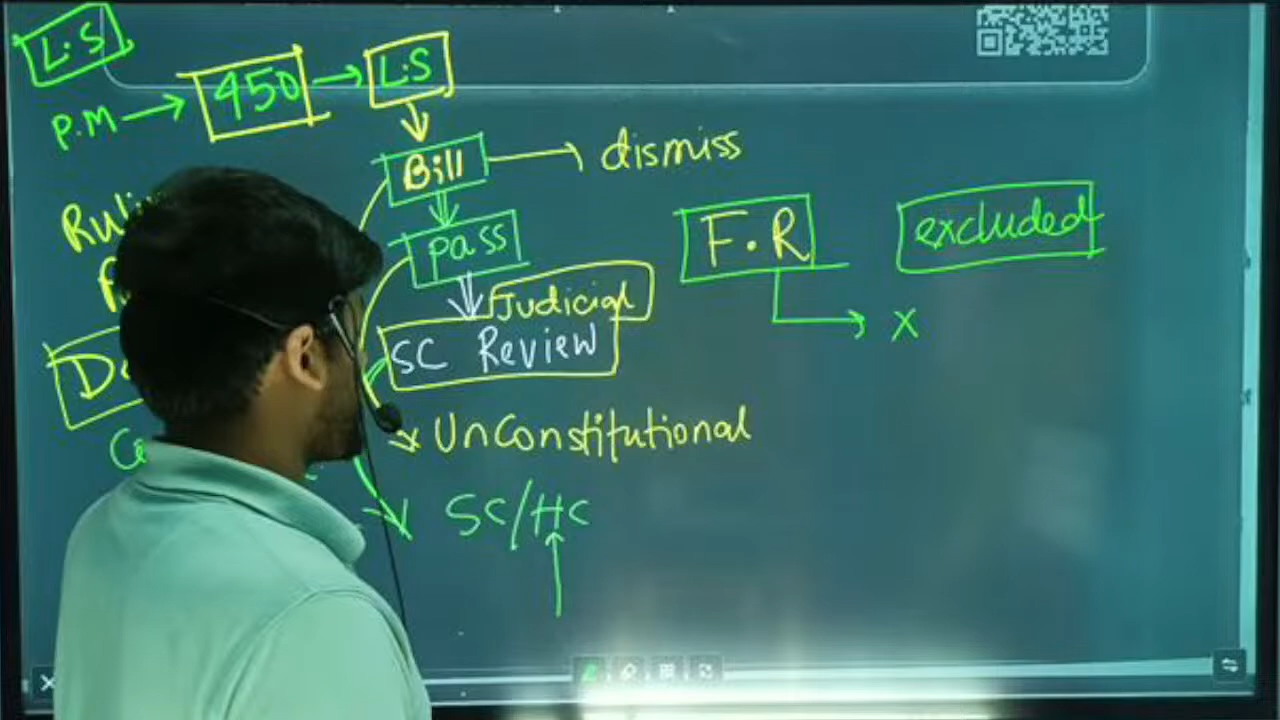 L.S
P.M → 450 → L.S
Bill → dismiss
pass
F.R
excluded
x
Judicial
SC Review
UnConstitutional
SC/HC